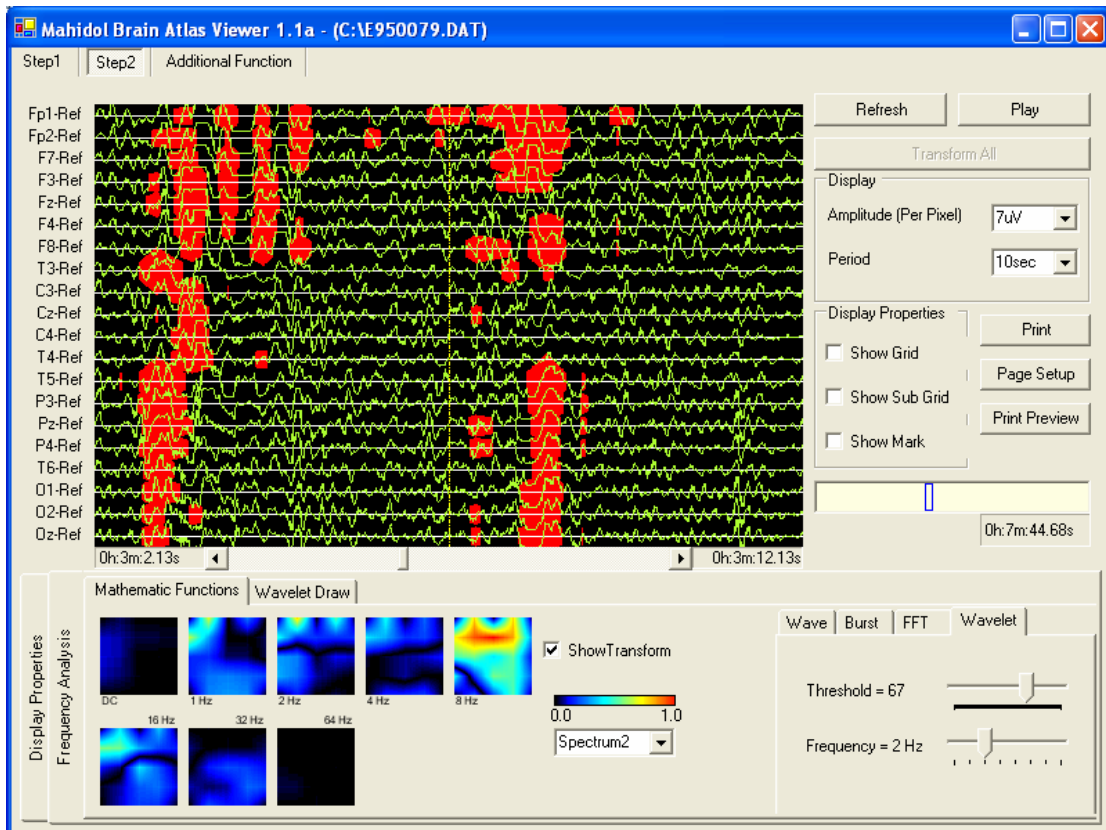 Mahidol Brain Atlas Viewer 1.1a - (C:\E950079.DAT)
Step1 Step2 Additional Function
Fp1-Ref
Fp2-Ref
F7-Ref
F3-Ref
Fz-Ref
F4-Ref
F8-Ref
T3-Ref
C3-Ref
Cz-Ref
C4-Ref
T4-Ref
T5-Ref
P3-Ref
Pz-Ref
P4-Ref
T6-Ref
O1-Ref
O2-Ref
Oz-Ref
0h:3m:2.13s 0h:3m:12.13s
Refresh Play
Transform All
Display
Amplitude (Per Pixel) 7uV
Period 10sec
Display Properties
Show Grid
Show Sub Grid
Show Mark
Print
Page Setup
Print Preview
0h:7m:44.68s
Display Properties
Frequency Analysis
Mathematic Functions Wavelet Draw
DC 1 Hz 2 Hz 4 Hz 8 Hz
16 Hz 32 Hz 64 Hz
ShowTransform
0.0 1.0
Spectrum2
Wave Burst FFT Wavelet
Threshold = 67
Frequency = 2 Hz